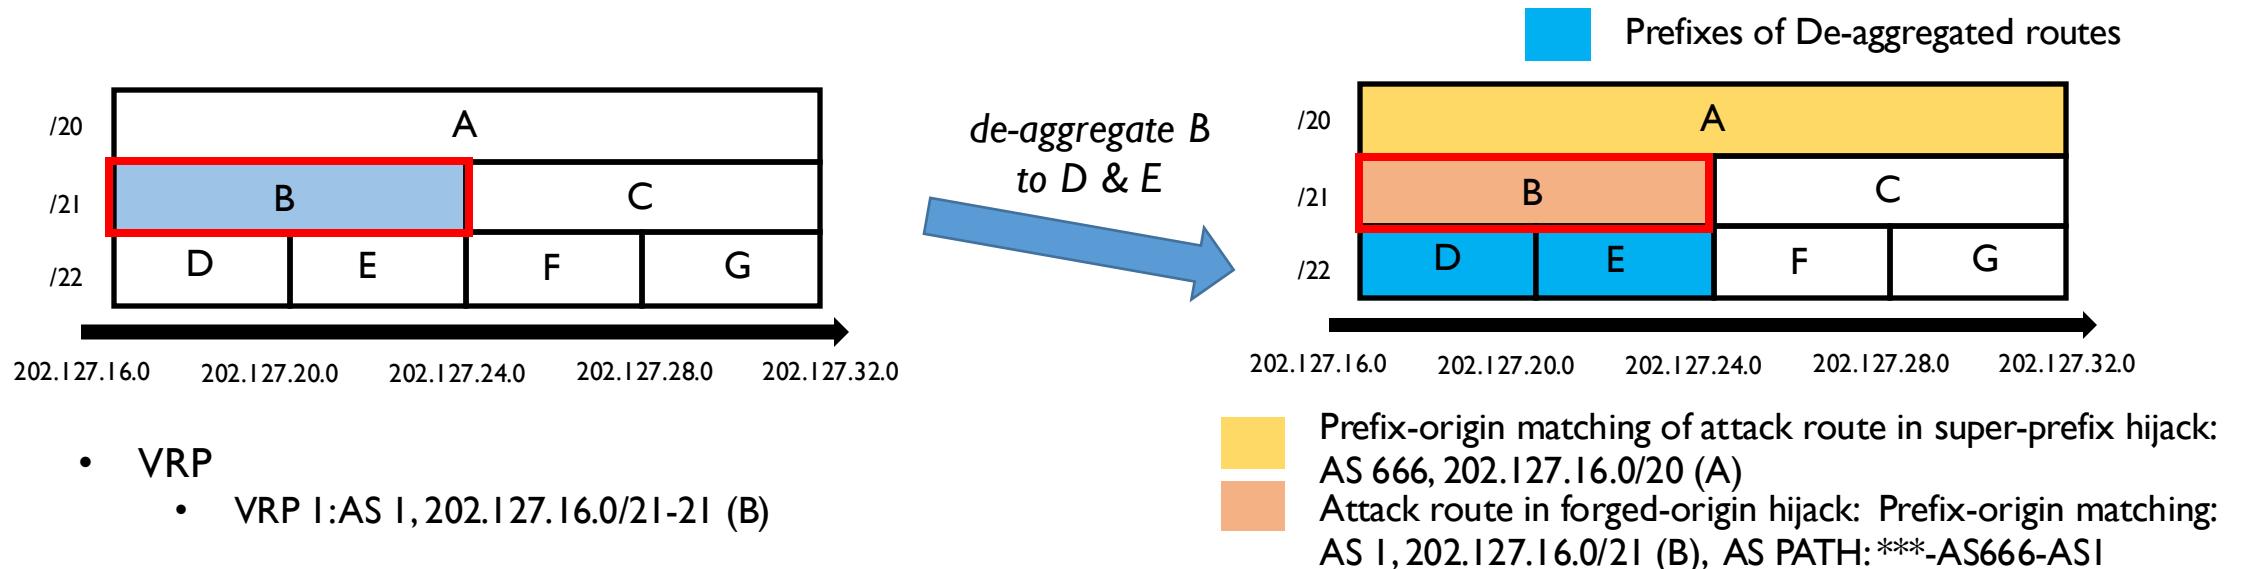 Prefixes of De-aggregated routes
/20
A
/21
B
C
/22
D
E
F
G
202.127.16.0
202.127.20.0
202.127.24.0
202.127.28.0
202.127.32.0
• VRP
• VRP 1: AS 1, 202.127.16.0/21-21 (B)
de-aggregate B
to D & E
/20
A
/21
B
C
/22
D
E
F
G
202.127.16.0
202.127.20.0
202.127.24.0
202.127.28.0
202.127.32.0
Prefix-origin matching of attack route in super-prefix hijack:
AS 666, 202.127.16.0/20 (A)
Attack route in forged-origin hijack: Prefix-origin matching:
AS 1, 202.127.16.0/21 (B), AS PATH: ***-AS666-AS1